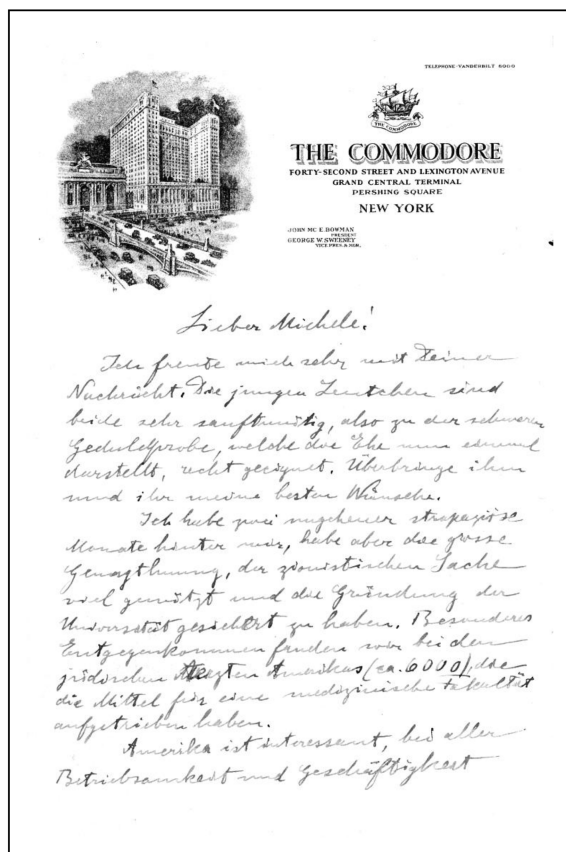 TELEPHONE-VANDERBILT 6000
THE COMMODORE
THE COMMODORE
FORTY-SECOND STREET AND LEXINGTON AVENUE
GRAND CENTRAL TERMINAL
PERSHING SQUARE
NEW YORK
JOHN MC E. BOWMAN
PRESIDENT
GEORGE W. SWEENEY
VICE PRES. & MGR.
Lieber Michele!
Ich freute mich sehr mit Deiner
Nachricht. Die jungen Leutchen sind
beide sehr sanftmütig, also zu der schweren
Geduldprobe, welche die Ehe nun einmal
darstellt, recht geeignet. Überbringe ihm
und ihr meine besten Wünsche.
Ich habe zwei ungeheuer strapaziöse
Monate hinter mir, habe aber die grosse
Genugthuung, der zionistischen Sache
viel genützt und die Gründung der
Universität gesichert zu haben. Besonderes
Entgegenkommen fanden wir bei den
jüdischen Aerzten Amerikas (ca. 6000), die
die Mittel für eine medizinische Fakultät
aufgetrieben haben.
Amerika ist interessant, bei aller
Betriebsamkeit und Geschäftigkeit